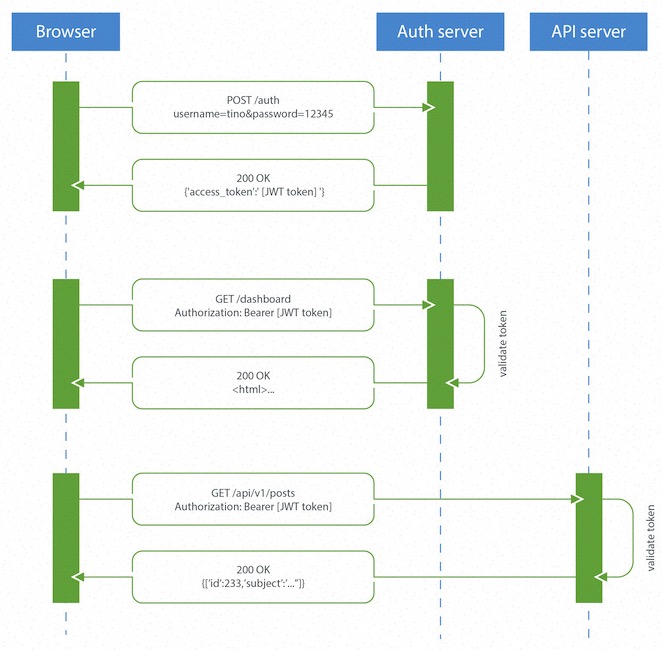 Browser
Auth server
API server
POST /auth
username=tino&password=12345
200 OK
{'access_token':' [JWT token] '}
GET /dashboard
Authorization: Bearer [JWT token]
validate token
200 OK
<html>...
GET /api/v1/posts
Authorization: Bearer [JWT token]
validate token
200 OK
{['id':233,'subject':'...'']}